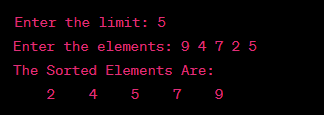 Enter the limit: 5
Enter the elements: 9 4 7 2 5
The Sorted Elements Are:
    2    4    5    7    9